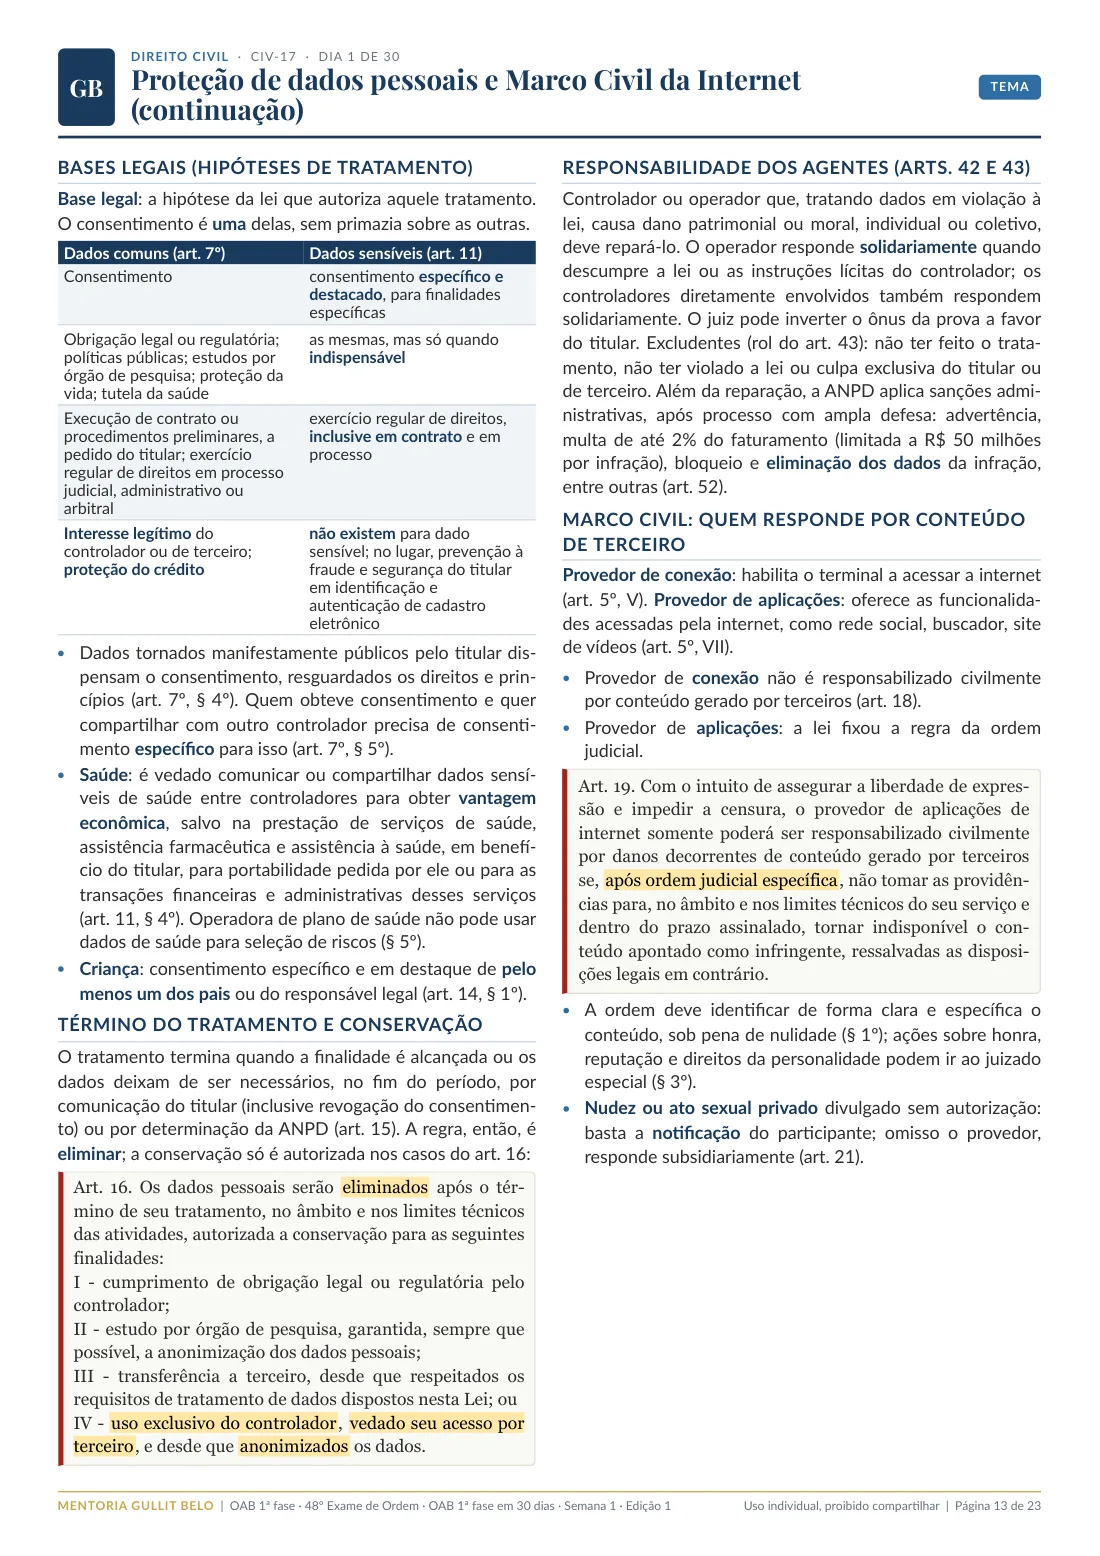 GB
DIREITO CIVIL · CIV-17 · DIA 1 DE 30
Proteção de dados pessoais e Marco Civil da Internet
(continuação)
TEMA
BASES LEGAIS (HIPÓTESES DE TRATAMENTO)
Base legal: a hipótese da lei que autoriza aquele tratamento.
O consentimento é uma delas, sem primazia sobre as outras.
Dados comuns (art. 7º) Dados sensíveis (art. 11)
Consentimento
consentimento específico e
destacado, para finalidades
específicas
Obrigação legal ou regulatória;
políticas públicas; estudos por
órgão de pesquisa; proteção da
vida; tutela da saúde
as mesmas, mas só quando
indispensável
Execução de contrato ou
procedimentos preliminares, a
pedido do titular; exercício
regular de direitos em processo
judicial, administrativo ou
arbitral
exercício regular de direitos,
inclusive em contrato e em
processo
Interesse legítimo do
controlador ou de terceiro;
proteção do crédito
não existem para dado
sensível; no lugar, prevenção à
fraude e segurança do titular
em identificação e
autenticação de cadastro
eletrônico
• Dados tornados manifestamente públicos pelo titular dis-
pensam o consentimento, resguardados os direitos e prin-
cípios (art. 7º, § 4º). Quem obteve consentimento e quer
compartilhar com outro controlador precisa de consenti-
mento específico para isso (art. 7º, § 5º).
• Saúde: é vedado comunicar ou compartilhar dados sensí-
veis de saúde entre controladores para obter vantagem
econômica, salvo na prestação de serviços de saúde,
assistência farmacêutica e assistência à saúde, em benefí-
cio do titular, para portabilidade pedida por ele ou para as
transações financeiras e administrativas desses serviços
(art. 11, § 4º). Operadora de plano de saúde não pode usar
dados de saúde para seleção de riscos (§ 5º).
• Criança: consentimento específico e em destaque de pelo
menos um dos pais ou do responsável legal (art. 14, § 1º).
TÉRMINO DO TRATAMENTO E CONSERVAÇÃO
O tratamento termina quando a finalidade é alcançada ou os
dados deixam de ser necessários, no fim do período, por
comunicação do titular (inclusive revogação do consentimen-
to) ou por determinação da ANPD (art. 15). A regra, então, é
eliminar; a conservação só é autorizada nos casos do art. 16:
Art. 16. Os dados pessoais serão eliminados após o tér-
mino de seu tratamento, no âmbito e nos limites técnicos
das atividades, autorizada a conservação para as seguintes
finalidades:
I - cumprimento de obrigação legal ou regulatória pelo
controlador;
II - estudo por órgão de pesquisa, garantida, sempre que
possível, a anonimização dos dados pessoais;
III - transferência a terceiro, desde que respeitados os
requisitos de tratamento de dados dispostos nesta Lei; ou
IV - uso exclusivo do controlador, vedado seu acesso por
terceiro, e desde que anonimizados os dados.
RESPONSABILIDADE DOS AGENTES (ARTS. 42 E 43)
Controlador ou operador que, tratando dados em violação à
lei, causa dano patrimonial ou moral, individual ou coletivo,
deve repará-lo. O operador responde solidariamente quando
descumpre a lei ou as instruções lícitas do controlador; os
controladores diretamente envolvidos também respondem
solidariamente. O juiz pode inverter o ônus da prova a favor
do titular. Excludentes (rol do art. 43): não ter feito o trata-
mento, não ter violado a lei ou culpa exclusiva do titular ou
de terceiro. Além da reparação, a ANPD aplica sanções admi-
nistrativas, após processo com ampla defesa: advertência,
multa de até 2% do faturamento (limitada a R$ 50 milhões
por infração), bloqueio e eliminação dos dados da infração,
entre outras (art. 52).
MARCO CIVIL: QUEM RESPONDE POR CONTEÚDO
DE TERCEIRO
Provedor de conexão: habilita o terminal a acessar a internet
(art. 5º, V). Provedor de aplicações: oferece as funcionalida-
des acessadas pela internet, como rede social, buscador, site
de vídeos (art. 5º, VII).
• Provedor de conexão não é responsabilizado civilmente
por conteúdo gerado por terceiros (art. 18).
• Provedor de aplicações: a lei fixou a regra da ordem
judicial.
Art. 19. Com o intuito de assegurar a liberdade de expres-
são e impedir a censura, o provedor de aplicações de
internet somente poderá ser responsabilizado civilmente
por danos decorrentes de conteúdo gerado por terceiros
se, após ordem judicial específica, não tomar as providên-
cias para, no âmbito e nos limites técnicos do seu serviço e
dentro do prazo assinalado, tornar indisponível o con-
teúdo apontado como infringente, ressalvadas as disposi-
ções legais em contrário.
• A ordem deve identificar de forma clara e específica o
conteúdo, sob pena de nulidade (§ 1º); ações sobre honra,
reputação e direitos da personalidade podem ir ao juizado
especial (§ 3º).
• Nudez ou ato sexual privado divulgado sem autorização:
basta a notificação do participante; omisso o provedor,
responde subsidiariamente (art. 21).
MENTORIA GULLIT BELO | OAB 1ª fase · 48º Exame de Ordem · OAB 1ª fase em 30 dias · Semana 1 · Edição 1
Uso individual, proibido compartilhar | Página 13 de 23